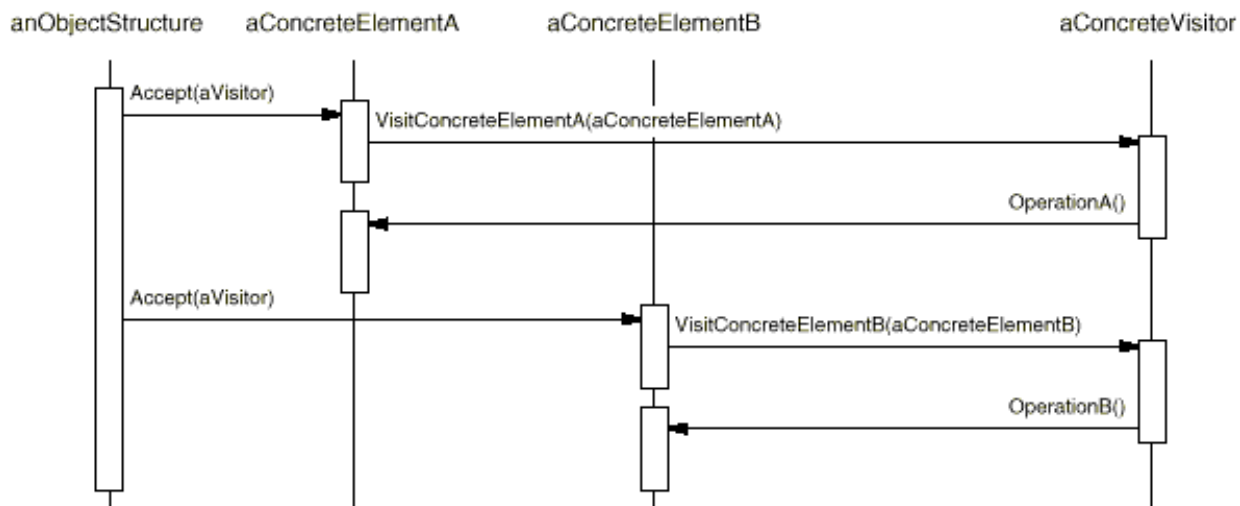 anObjectStructure aConcreteElementA aConcreteElementB aConcreteVisitor
Accept(aVisitor)
VisitConcreteElementA(aConcreteElementA)
OperationA()
Accept(aVisitor)
VisitConcreteElementB(aConcreteElementB)
OperationB()